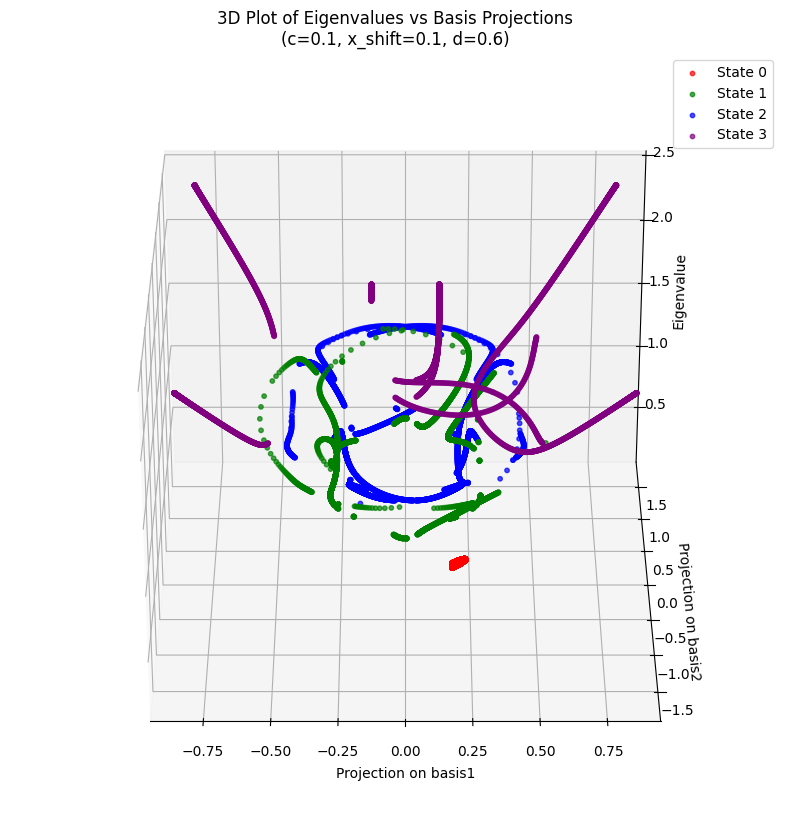 3D Plot of Eigenvalues vs Basis Projections
(c=0.1, x_shift=0.1, d=0.6)
State 0
State 1
State 2
State 3
2.5
2.0
1.5
1.0
0.5
Eigenvalue
1.5
1.0
0.5
0.0
−0.5
−1.0
−1.5
Projection on basis2
−0.75
−0.50
−0.25
0.00
0.25
0.50
0.75
Projection on basis1